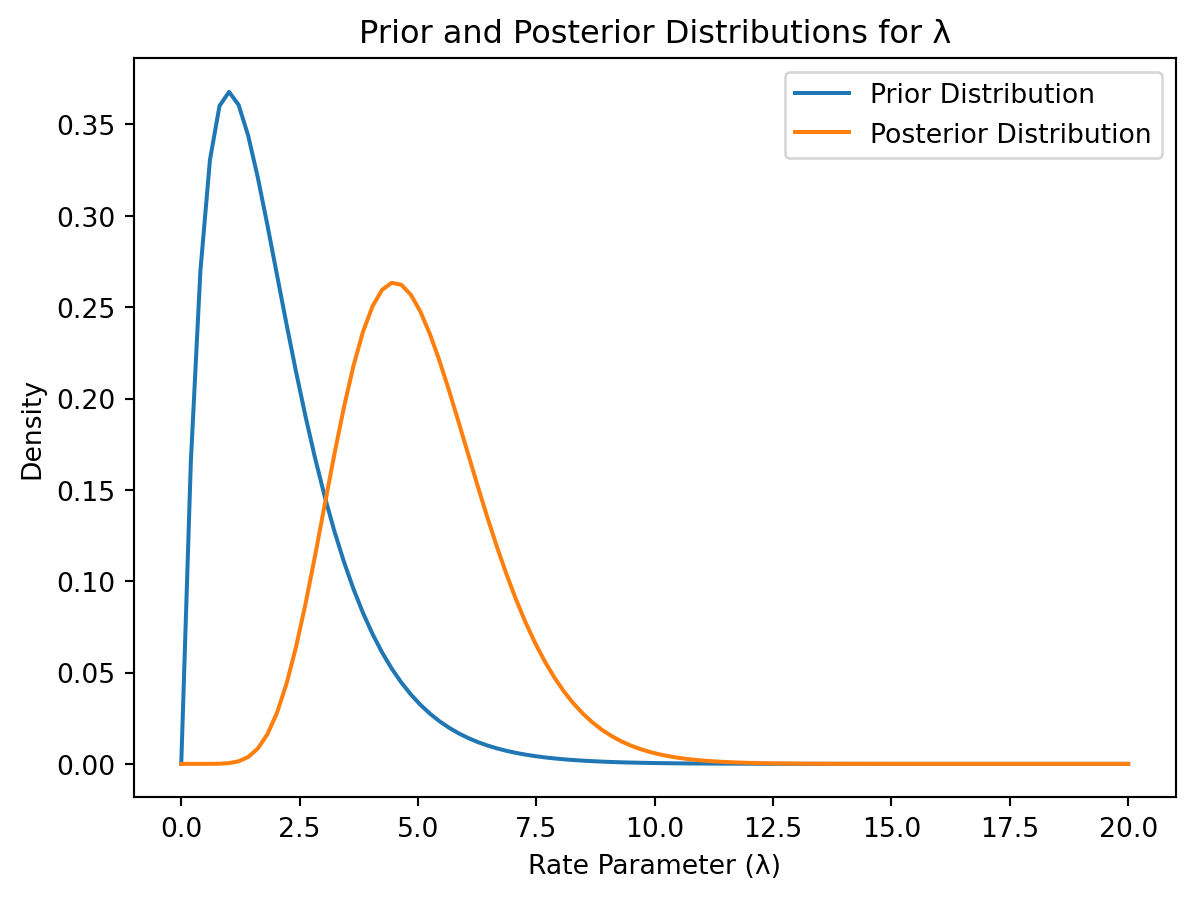 Prior and Posterior Distributions for λ
Prior Distribution
Posterior Distribution
0.35
0.30
0.25
0.20
0.15
0.10
0.05
0.00
Density
0.0 2.5 5.0 7.5 10.0 12.5 15.0 17.5 20.0
Rate Parameter (λ)